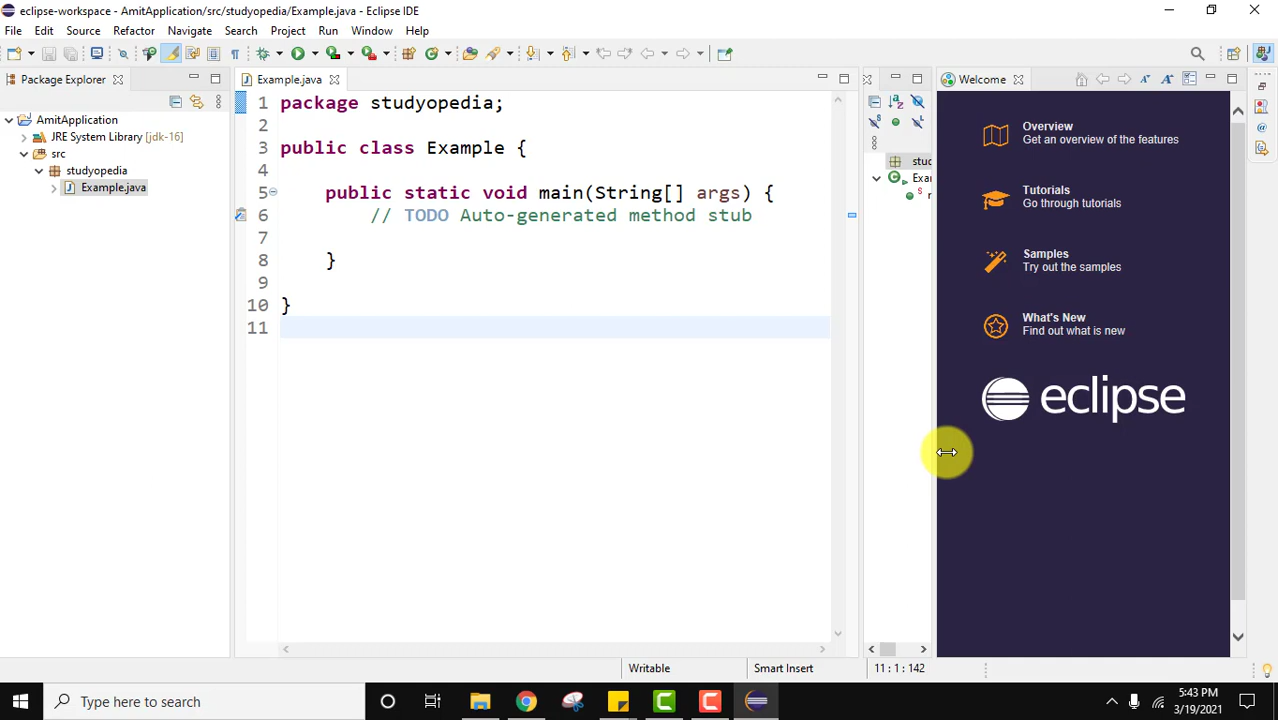 eclipse-workspace - AmitApplication/src/studyopedia/Example.java - Eclipse IDE
File Edit Source Refactor Navigate Search Project Run Window Help
Package Explorer
AmitApplication
JRE System Library [jdk-16]
src
studyopedia
Example.java
Example.java
1 package studyopedia;
2
3 public class Example {
4
5 public static void main(String[] args) {
6 // TODO Auto-generated method stub
7
8 }
9
10 }
11
stu
Exa
Welcome
Overview
Get an overview of the features
Tutorials
Go through tutorials
Samples
Try out the samples
What's New
Find out what is new
eclipse
Writable Smart Insert 11 : 1 : 142
Type here to search
5:43 PM
3/19/2021